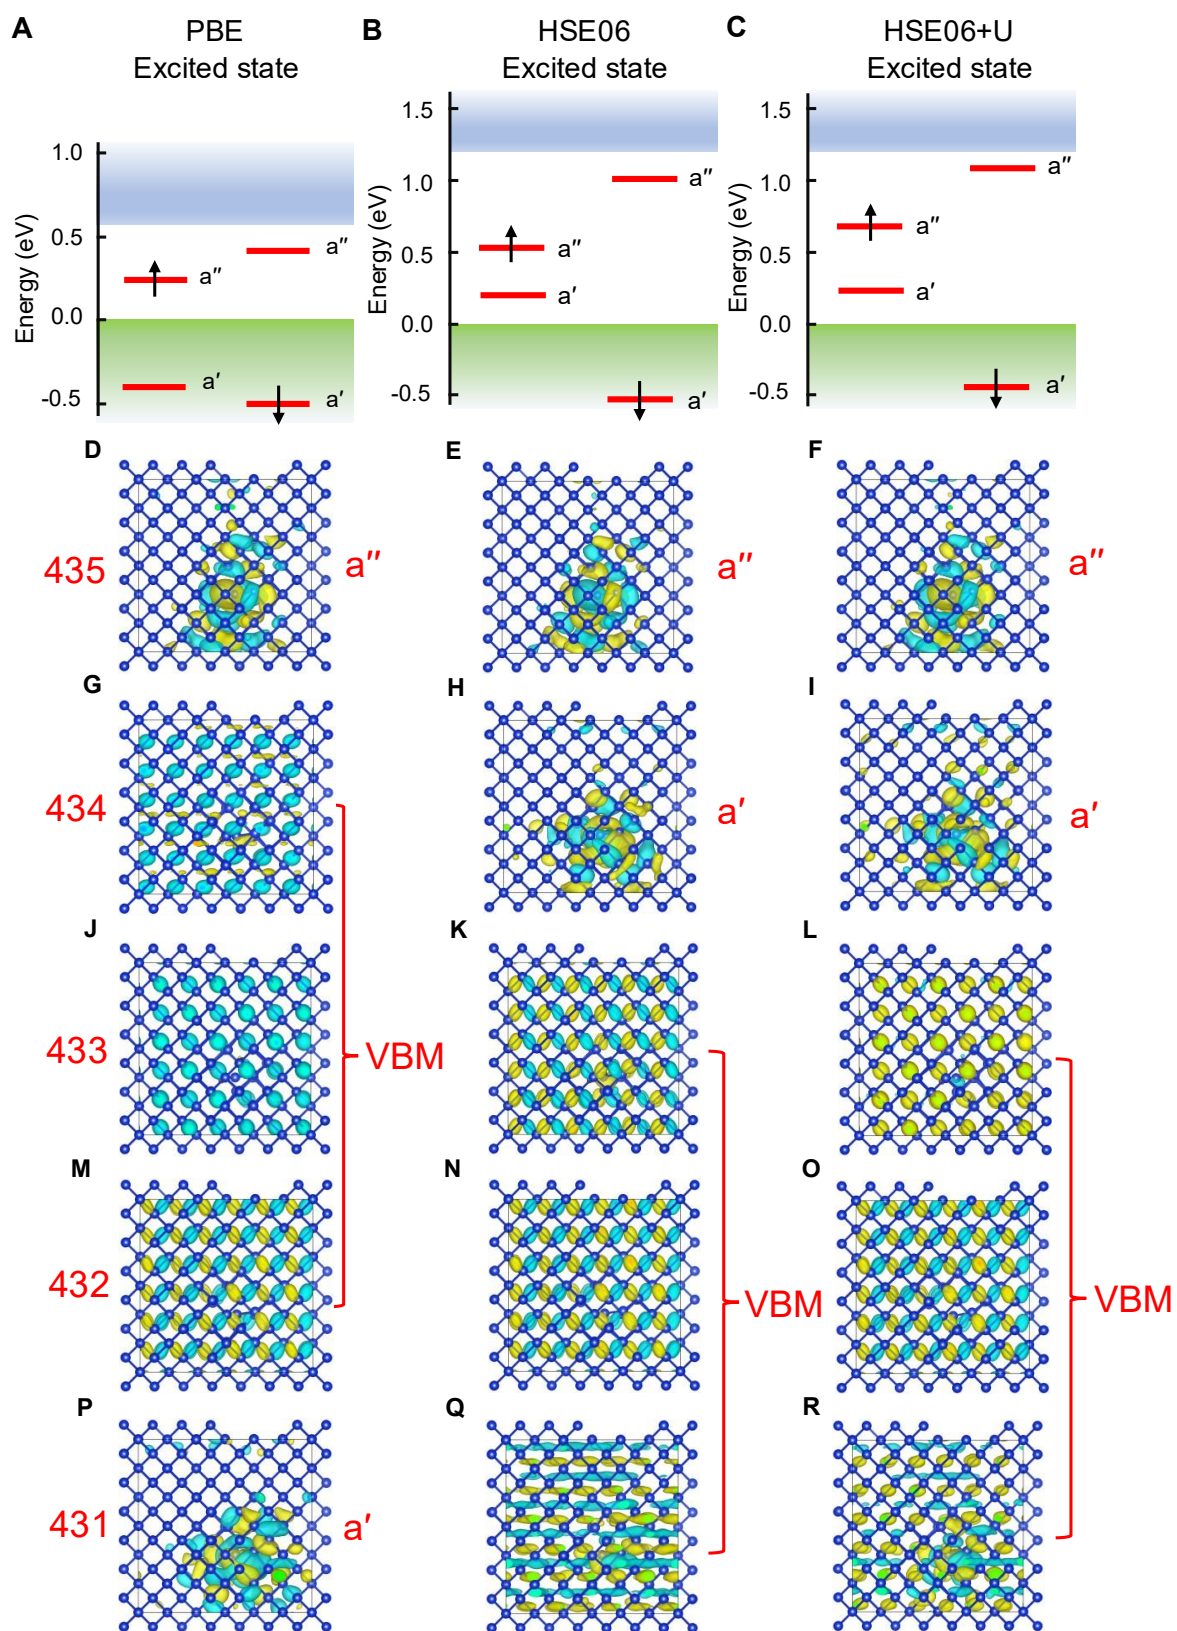 A
PBE
Excited state
Energy (eV)
1.0
0.5
0.0
-0.5
a″
a″
a′
a′
B
HSE06
Excited state
Energy (eV)
1.5
1.0
0.5
0.0
-0.5
a″
a″
a′
a′
C
HSE06+U
Excited state
Energy (eV)
1.5
1.0
0.5
0.0
-0.5
a″
a″
a′
a′
D
E
F
435
a″
a″
a″
G
H
I
434
a′
a′
J
K
L
433
VBM
M
N
O
432
VBM
VBM
P
Q
R
431
a′